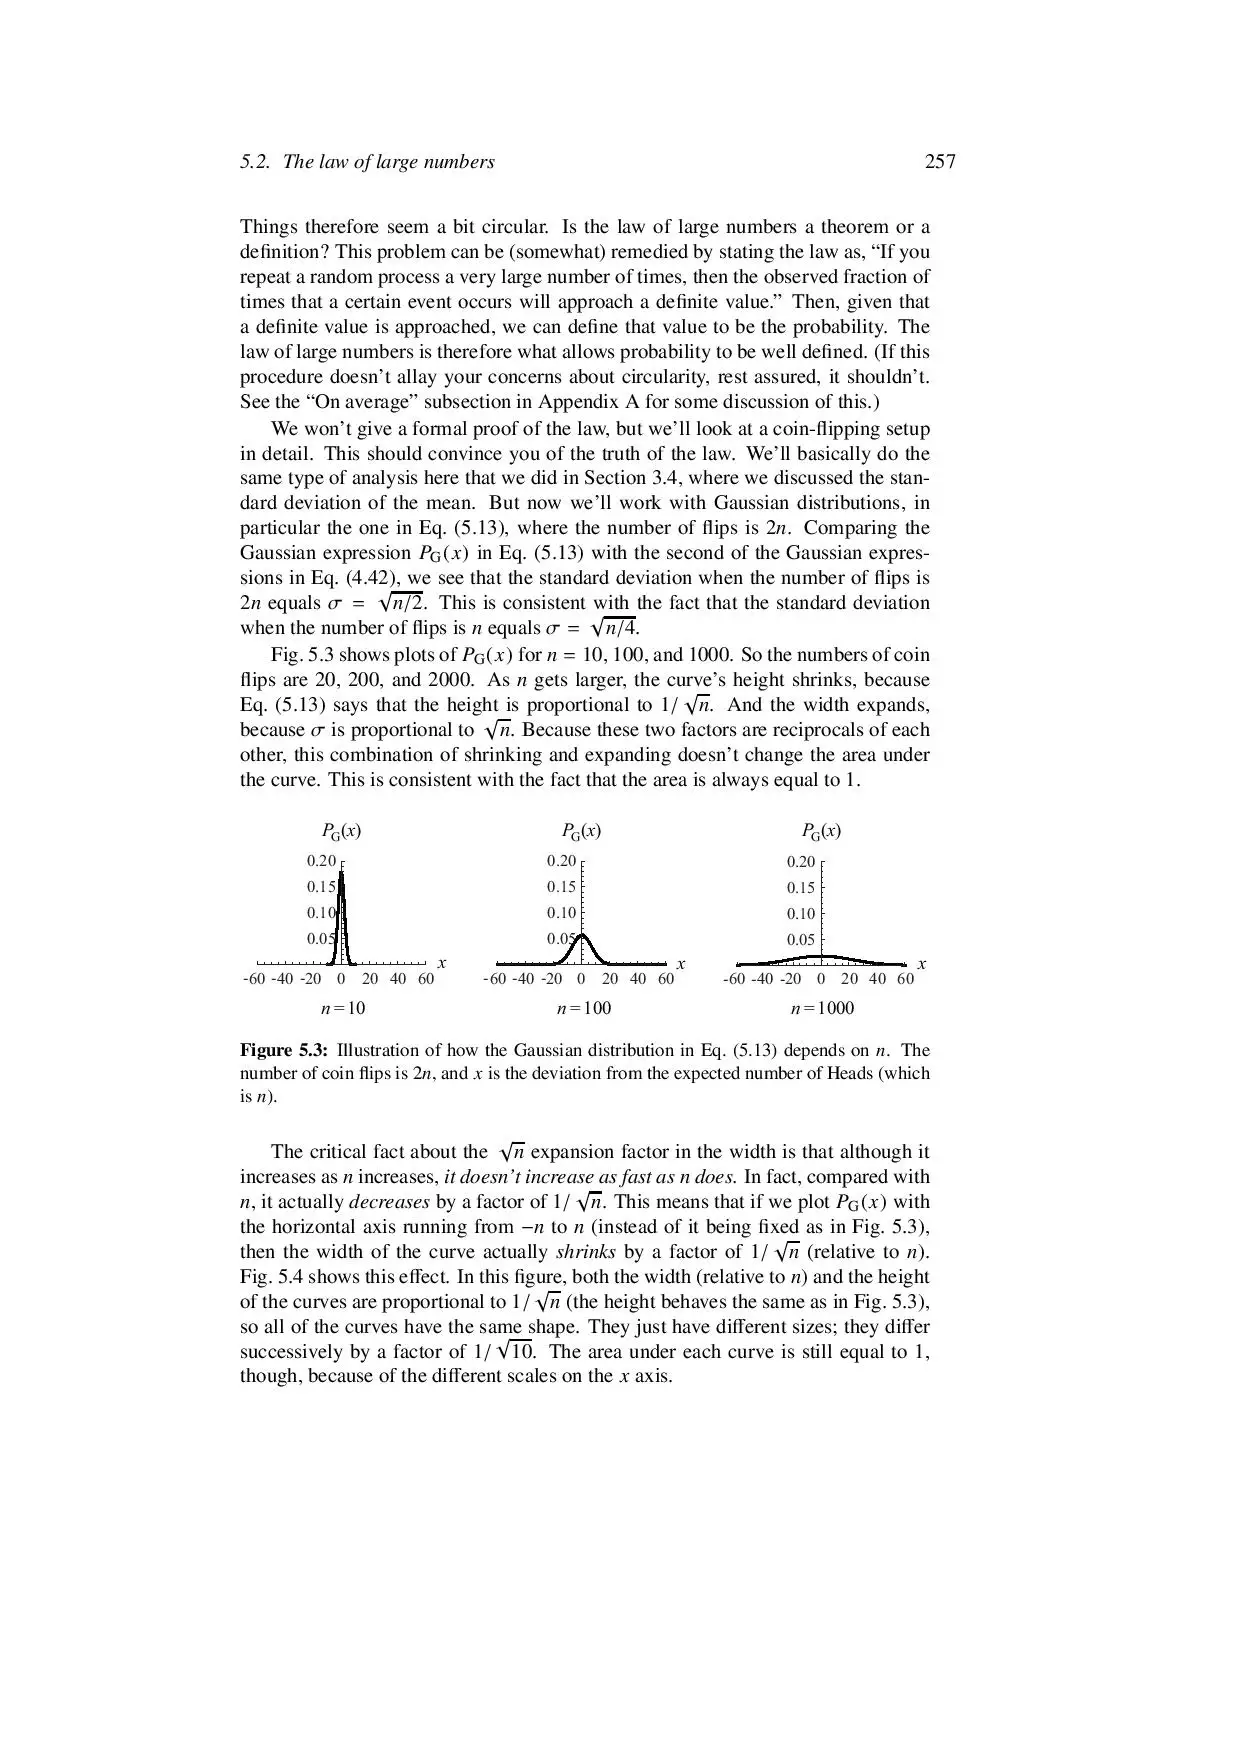 5.2. The law of large numbers 257
Things therefore seem a bit circular. Is the law of large numbers a theorem or a
definition? This problem can be (somewhat) remedied by stating the law as, “If you
repeat a random process a very large number of times, then the observed fraction of
times that a certain event occurs will approach a definite value.” Then, given that
a definite value is approached, we can define that value to be the probability. The
law of large numbers is therefore what allows probability to be well defined. (If this
procedure doesn’t allay your concerns about circularity, rest assured, it shouldn’t.
See the “On average” subsection in Appendix A for some discussion of this.)
We won’t give a formal proof of the law, but we’ll look at a coin-flipping setup
in detail. This should convince you of the truth of the law. We’ll basically do the
same type of analysis here that we did in Section 3.4, where we discussed the stan-
dard deviation of the mean. But now we’ll work with Gaussian distributions, in
particular the one in Eq. (5.13), where the number of flips is 2n. Comparing the
Gaussian expression P_G(x) in Eq. (5.13) with the second of the Gaussian expres-
sions in Eq. (4.42), we see that the standard deviation when the number of flips is
2n equals σ = √n/2. This is consistent with the fact that the standard deviation
when the number of flips is n equals σ = √n/4.
Fig. 5.3 shows plots of P_G(x) for n = 10, 100, and 1000. So the numbers of coin
flips are 20, 200, and 2000. As n gets larger, the curve’s height shrinks, because
Eq. (5.13) says that the height is proportional to 1/√n. And the width expands,
because σ is proportional to √n. Because these two factors are reciprocals of each
other, this combination of shrinking and expanding doesn’t change the area under
the curve. This is consistent with the fact that the area is always equal to 1.
P_G(x) P_G(x) P_G(x)
0.20 0.20 0.20
0.15 0.15 0.15
0.10 0.10 0.10
0.05 0.05 0.05
x x x
-60 -40 -20 0 20 40 60 -60 -40 -20 0 20 40 60 -60 -40 -20 0 20 40 60
n=10 n=100 n=1000
Figure 5.3: Illustration of how the Gaussian distribution in Eq. (5.13) depends on n. The
number of coin flips is 2n, and x is the deviation from the expected number of Heads (which
is n).
The critical fact about the √n expansion factor in the width is that although it
increases as n increases, it doesn’t increase as fast as n does. In fact, compared with
n, it actually decreases by a factor of 1/√n. This means that if we plot P_G(x) with
the horizontal axis running from −n to n (instead of it being fixed as in Fig. 5.3),
then the width of the curve actually shrinks by a factor of 1/√n (relative to n).
Fig. 5.4 shows this effect. In this figure, both the width (relative to n) and the height
of the curves are proportional to 1/√n (the height behaves the same as in Fig. 5.3),
so all of the curves have the same shape. They just have different sizes; they differ
successively by a factor of 1/√10. The area under each curve is still equal to 1,
though, because of the different scales on the x axis.